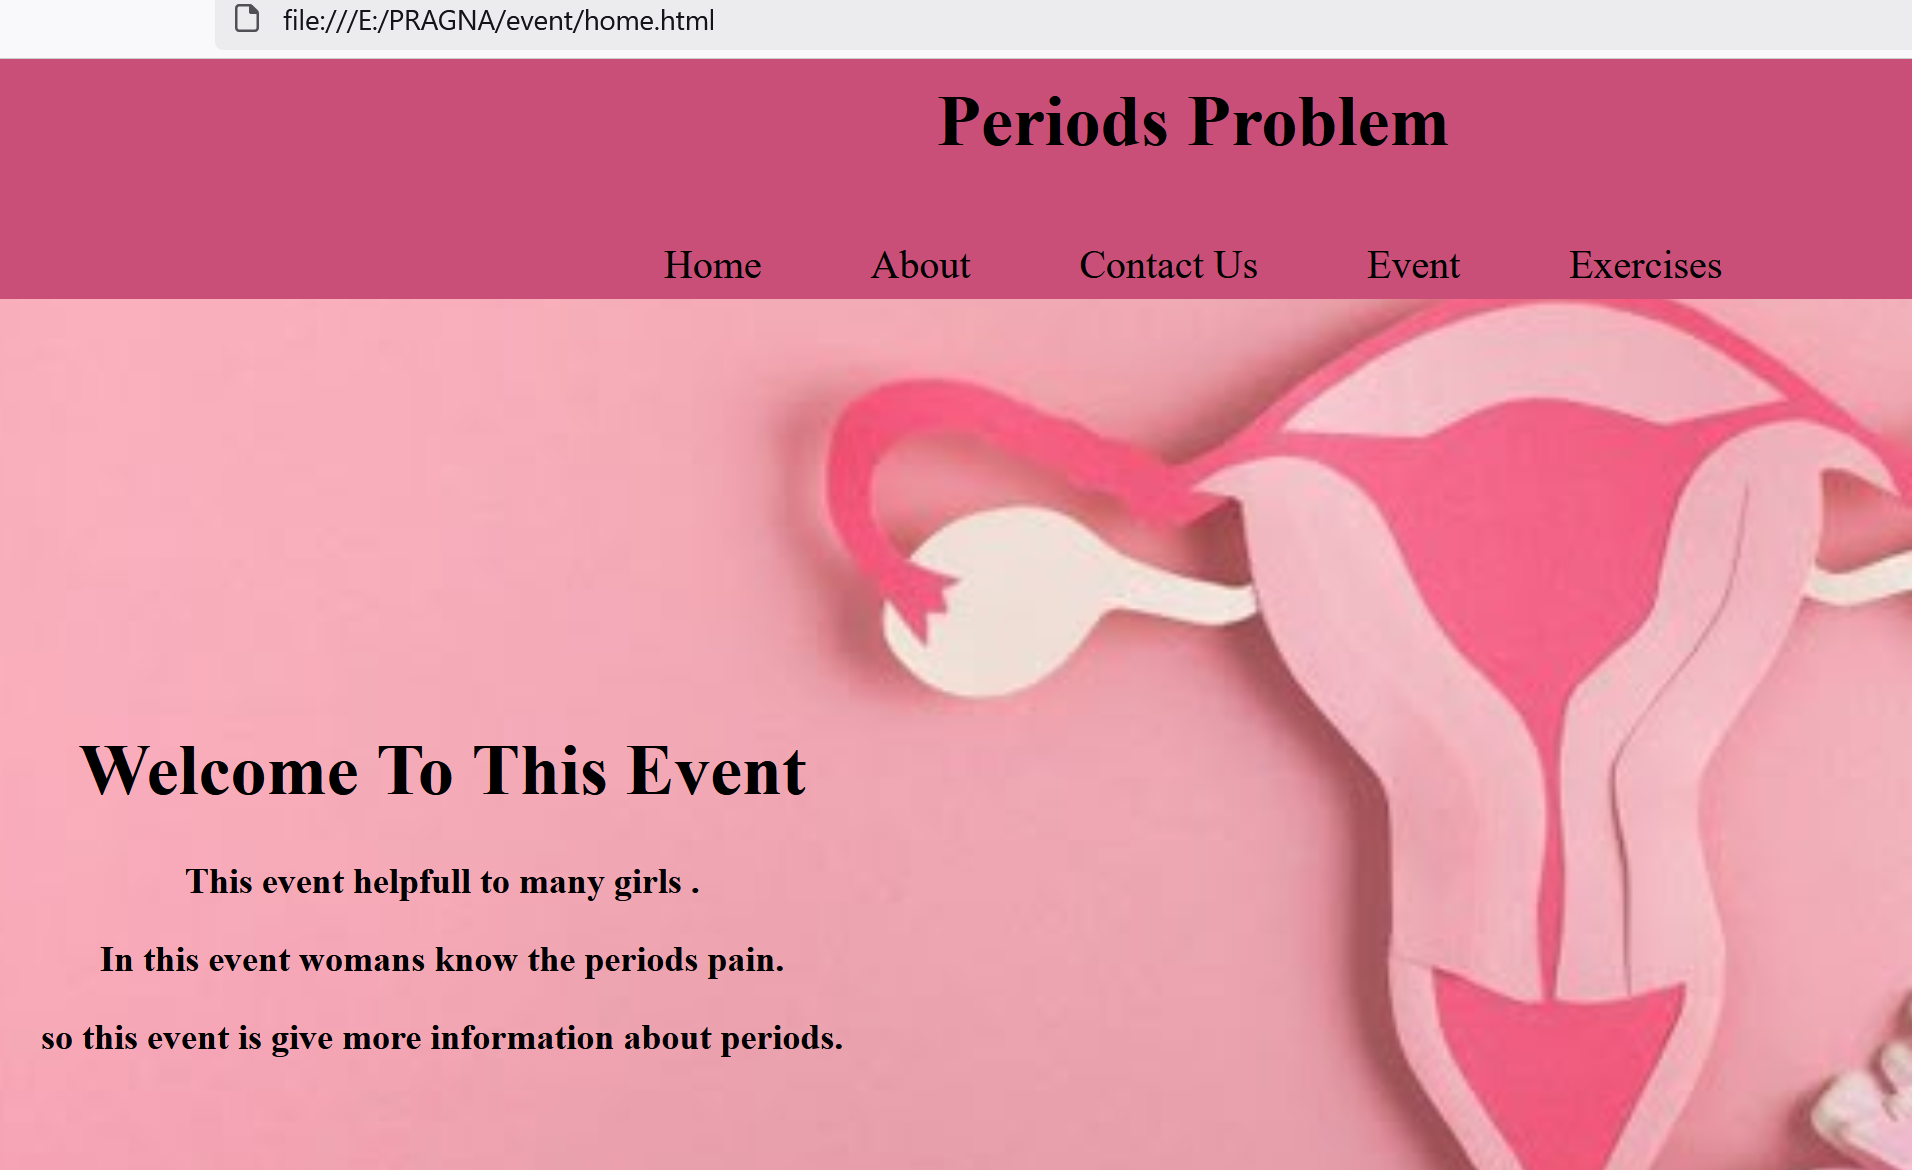 file:///E:/PRAGNA/event/home.html
Periods Problem
Home About Contact Us Event Exercises
Welcome To This Event
This event helpfull to many girls .
In this event womans know the periods pain.
so this event is give more information about periods.